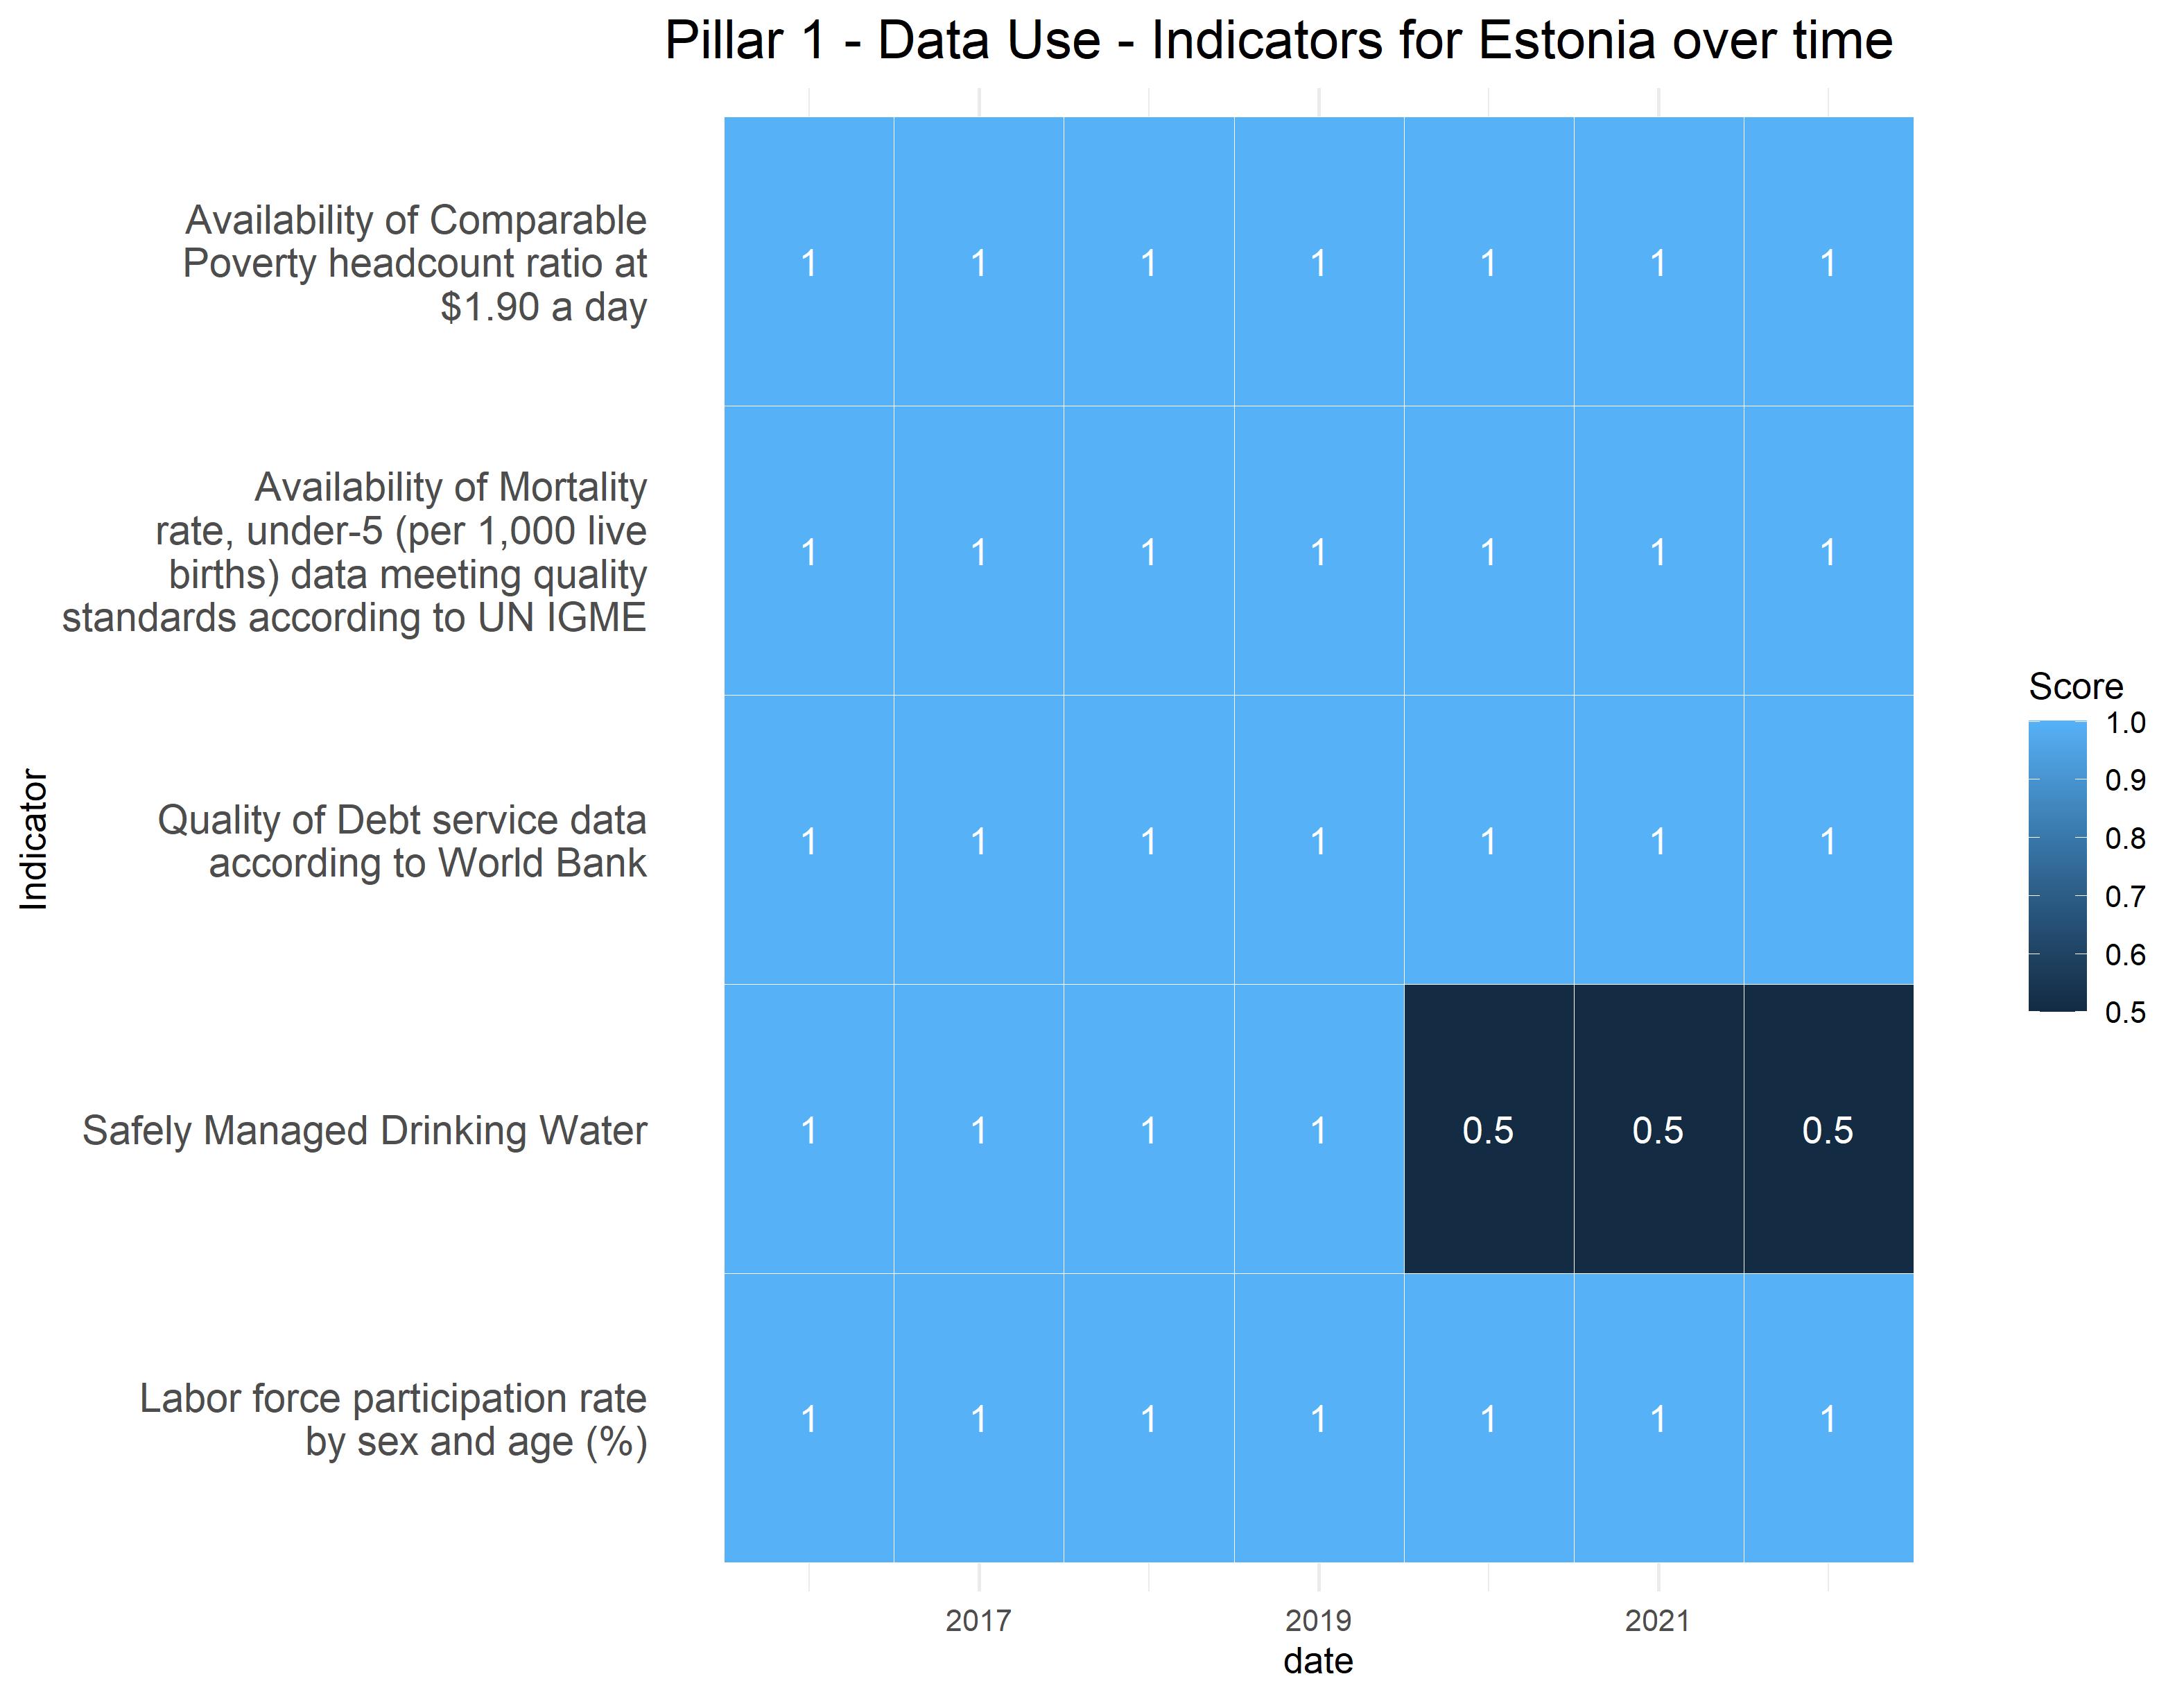 Pillar 1 - Data Use - Indicators for Estonia over time
Indicator
Availability of Comparable
Poverty headcount ratio at
$1.90 a day
1 1 1 1 1 1 1
Availability of Mortality
rate, under-5 (per 1,000 live
births) data meeting quality
standards according to UN IGME
1 1 1 1 1 1 1
Quality of Debt service data
according to World Bank
1 1 1 1 1 1 1
Safely Managed Drinking Water
1 1 1 1 0.5 0.5 0.5
Labor force participation rate
by sex and age (%)
1 1 1 1 1 1 1
2017 2019 2021
date
Score
1.0
0.9
0.8
0.7
0.6
0.5